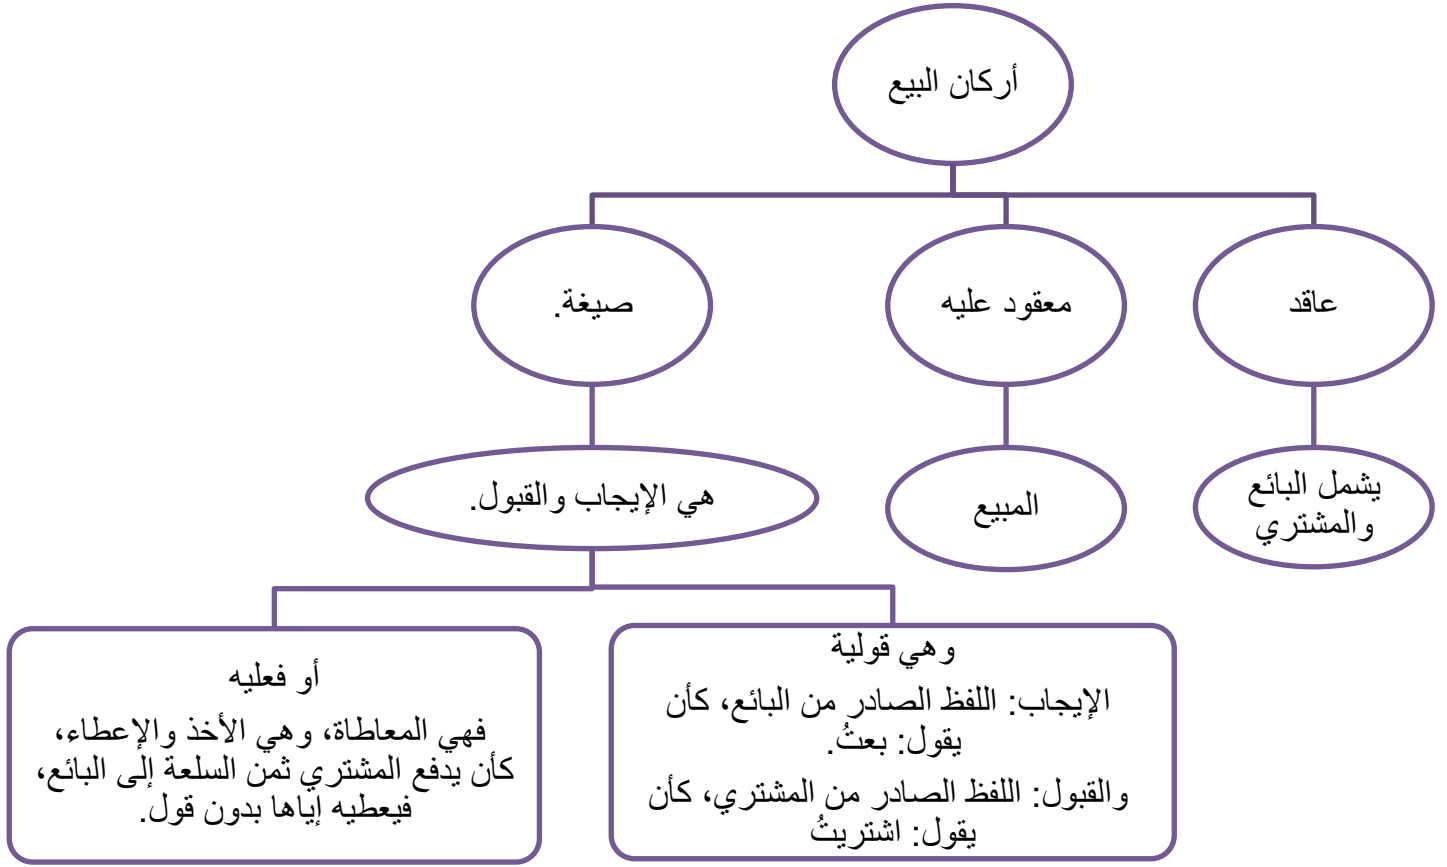 أركان البيع
عاقد
معقود عليه
صيغة.
يشمل البائع
والمشتري
المبيع
هي الإيجاب والقبول.
وهي قولية
الإيجاب: اللفظ الصادر من البائع، كأن
يقول: بعتُ.
والقبول: اللفظ الصادر من المشتري، كأن
يقول: اشتريتُ
أو فعليه
فهي المعاطاة، وهي الأخذ والإعطاء،
كأن يدفع المشتري ثمن السلعة إلى البائع،
فيعطيه إياها بدون قول.